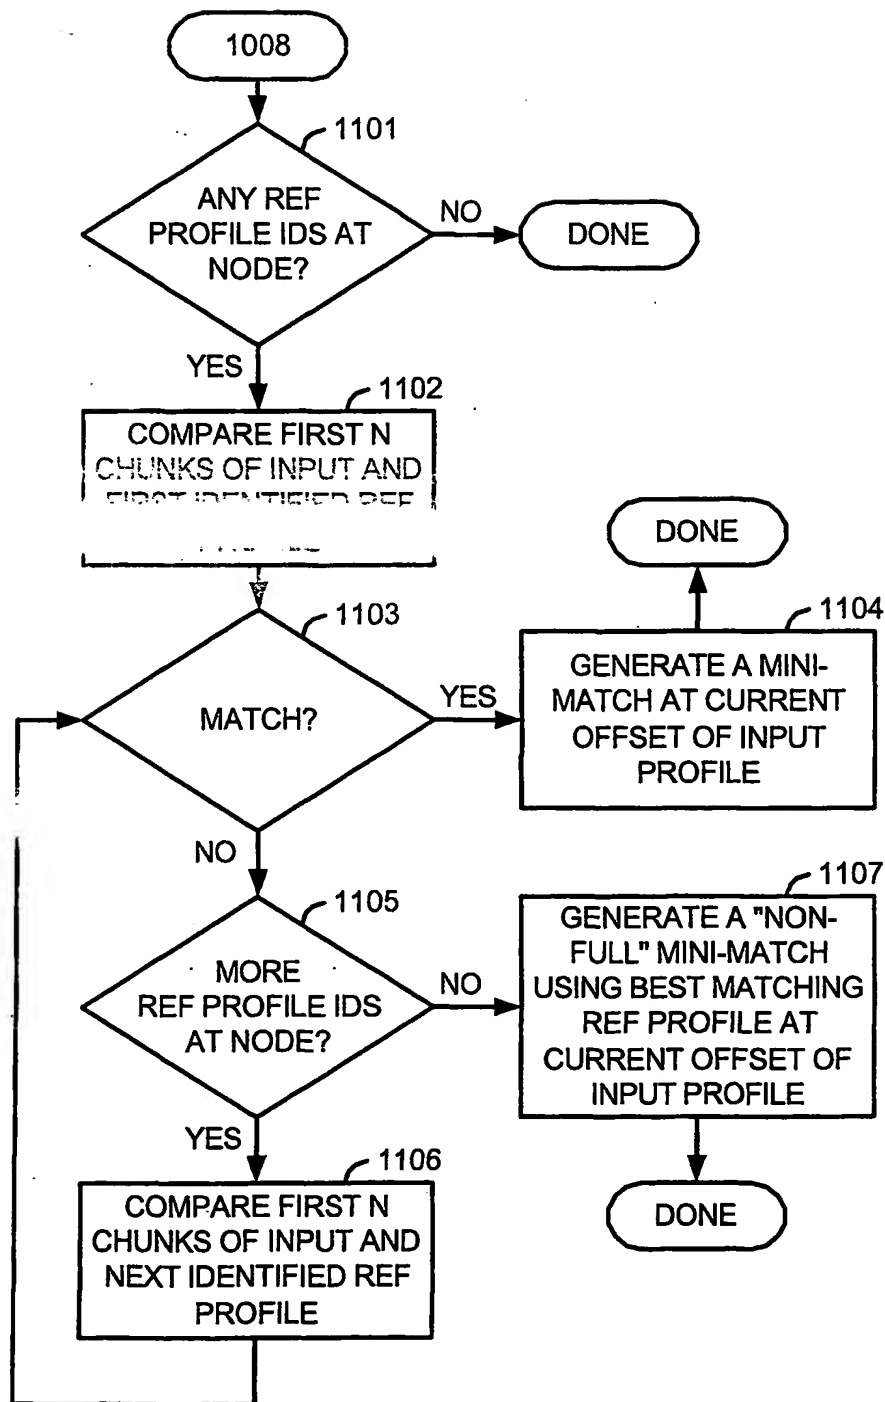 1008
1101
ANY REF
PROFILE IDS AT
NODE?
NO
DONE
YES
1102
COMPARE FIRST N
CHUNKS OF INPUT AND
FIRST IDENTIFIED REF
DONE
1103
MATCH?
YES
1104
GENERATE A MINI-
MATCH AT CURRENT
OFFSET OF INPUT
PROFILE
NO
1105
MORE
REF PROFILE IDS
AT NODE?
NO
1107
GENERATE A "NON-
FULL" MINI-MATCH
USING BEST MATCHING
REF PROFILE AT
CURRENT OFFSET OF
INPUT PROFILE
YES
1106
COMPARE FIRST N
CHUNKS OF INPUT AND
NEXT IDENTIFIED REF
PROFILE
DONE